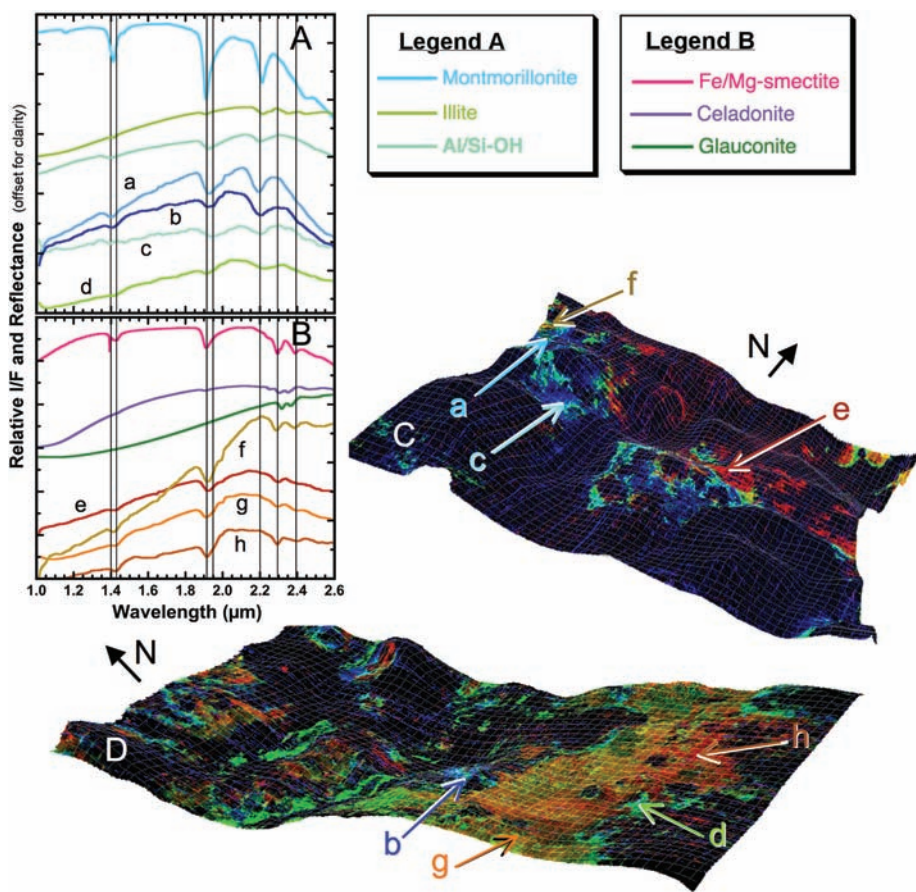 A
Relative I/F and Reflectance (offset for clarity)
a
b
c
d
B
f
e
g
h
1.0 1.2 1.4 1.6 1.8 2.0 2.2 2.4 2.6
Wavelength (µm)
Legend A
Montmorillonite
Illite
Al/Si-OH
Legend B
Fe/Mg-smectite
Celadonite
Glauconite
f
N
a
e
C
c
N
D
h
b
d
g